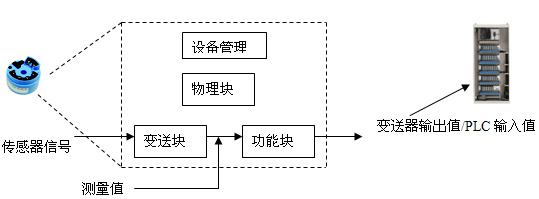 设备管理
物理块
变送器输出值/PLC 输入值
传感器信号
变送块
功能块
测量值